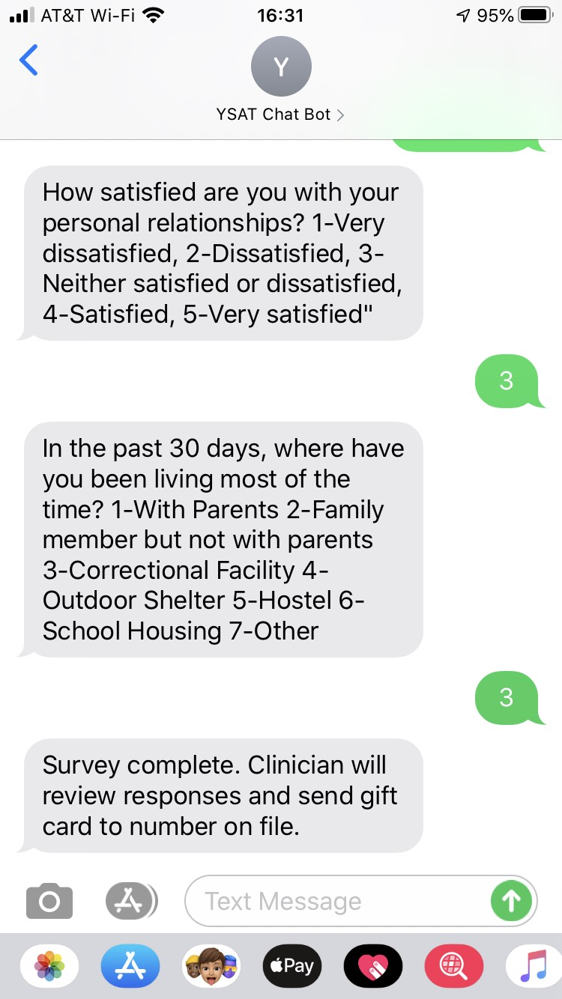 AT&T Wi-Fi 16:31 95%
Y
YSAT Chat Bot
How satisfied are you with your
personal relationships? 1-Very
dissatisfied, 2-Dissatisfied, 3-
Neither satisfied or dissatisfied,
4-Satisfied, 5-Very satisfied"
3
In the past 30 days, where have
you been living most of the
time? 1-With Parents 2-Family
member but not with parents
3-Correctional Facility 4-
Outdoor Shelter 5-Hostel 6-
School Housing 7-Other
3
Survey complete. Clinician will
review responses and send gift
card to number on file.
Text Message
Pay